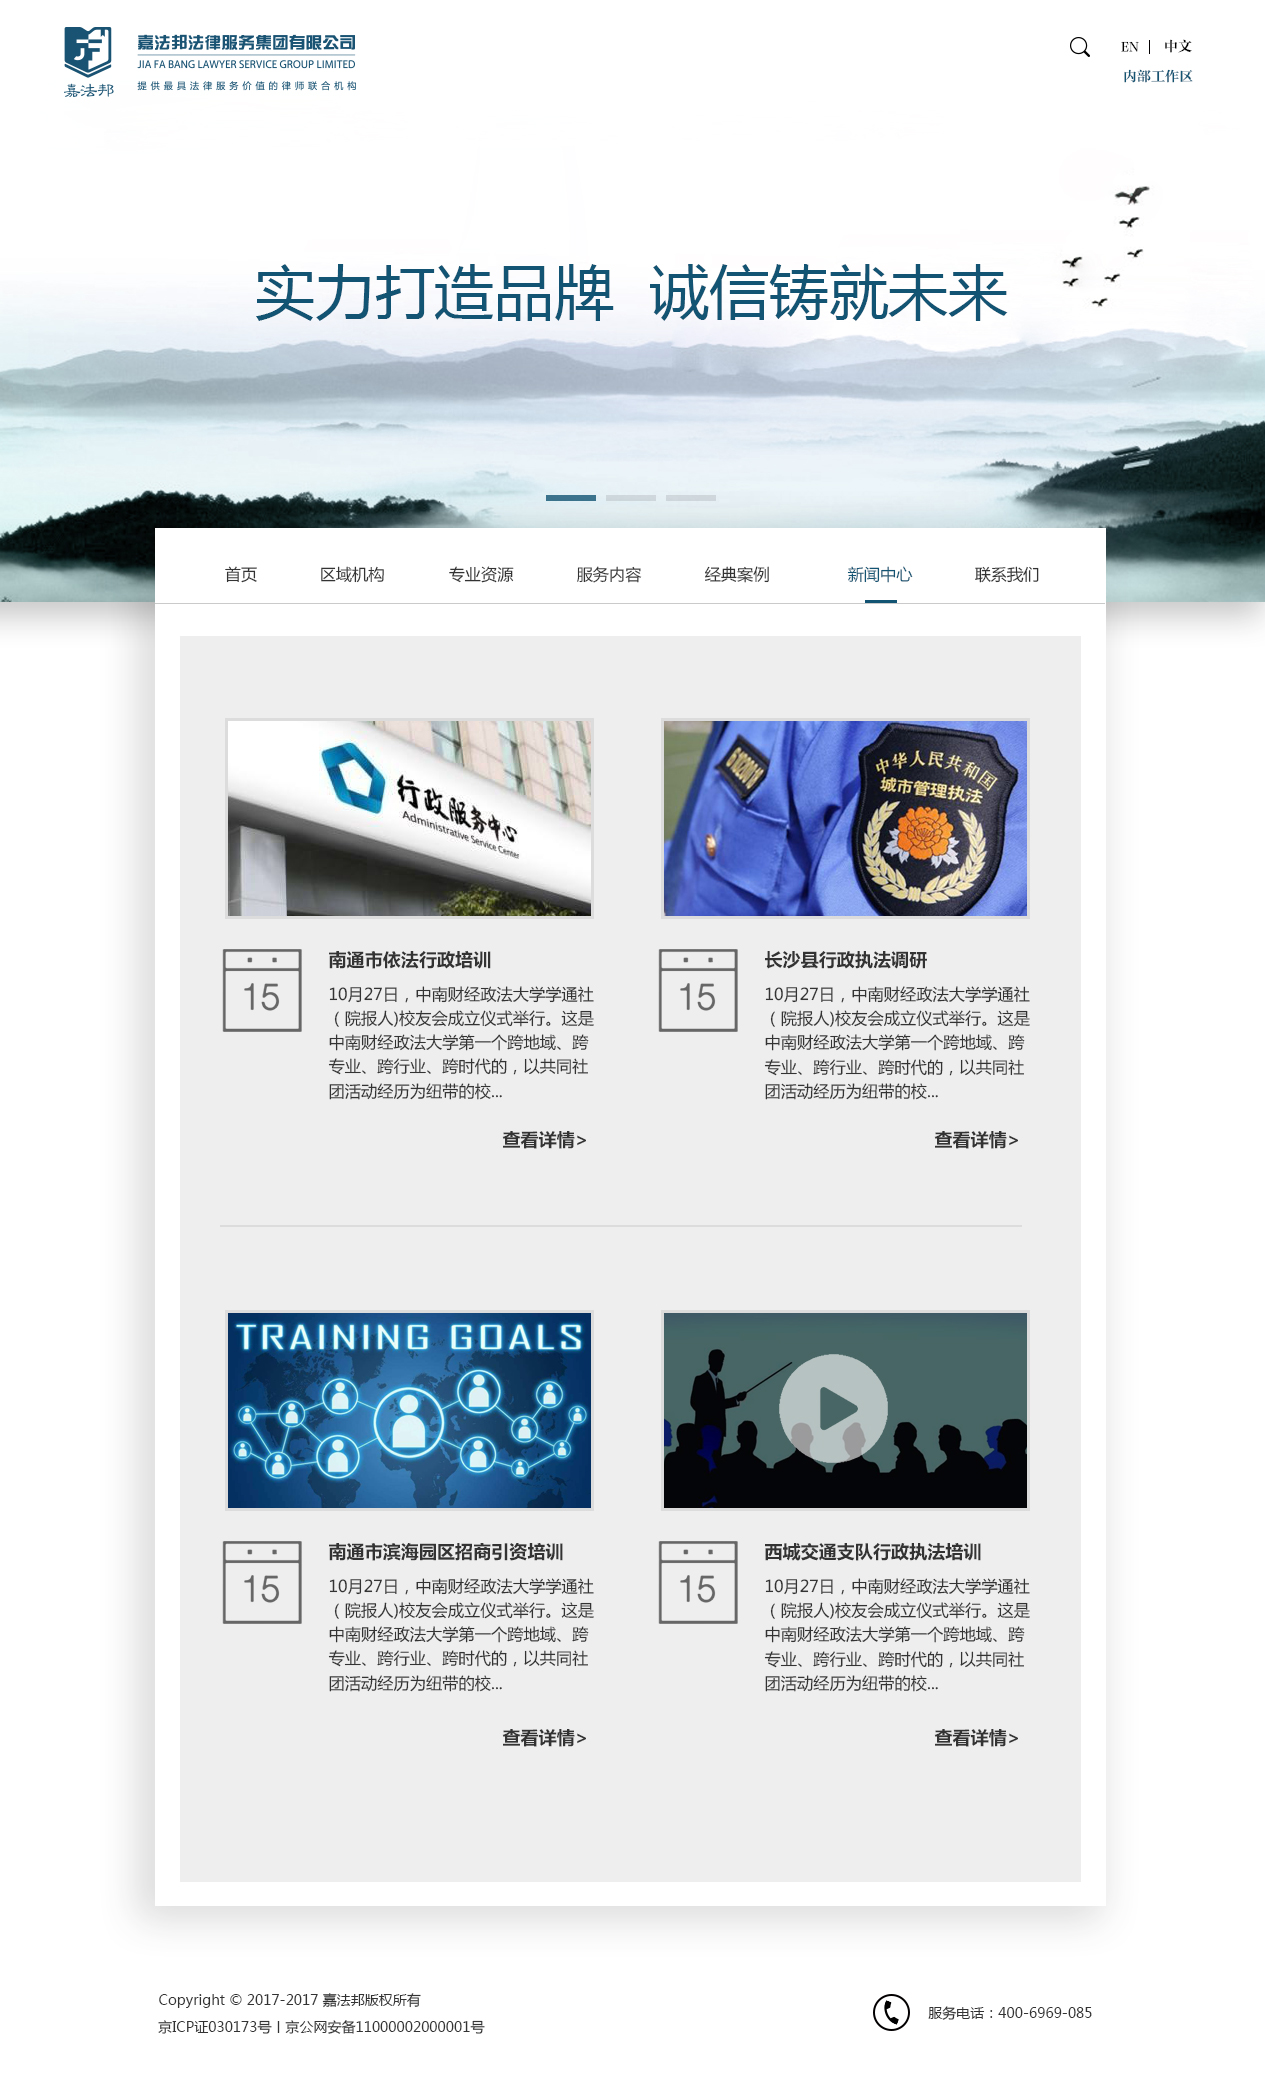 嘉法邦法律服务集团有限公司
JIA FA BANG LAWYER SERVICE GROUP LIMITED
提供最具法律服务价值的律师联合机构
嘉法邦
EN | 中文
内部工作区
实力打造品牌 诚信铸就未来
首页 区域机构 专业资源 服务内容 经典案例 新闻中心 联系我们
行政服务中心
Administrative Service Center
中华人民共和国
城市管理执法
15
南通市依法行政培训
10月27日，中南财经政法大学学通社
（院报人)校友会成立仪式举行。这是
中南财经政法大学第一个跨地域、跨
专业、跨行业、跨时代的，以共同社
团活动经历为纽带的校...
查看详情>
15
长沙县行政执法调研
10月27日，中南财经政法大学学通社
（院报人)校友会成立仪式举行。这是
中南财经政法大学第一个跨地域、跨
专业、跨行业、跨时代的，以共同社
团活动经历为纽带的校...
查看详情>
TRAINING GOALS
15
南通市滨海园区招商引资培训
10月27日，中南财经政法大学学通社
（院报人)校友会成立仪式举行。这是
中南财经政法大学第一个跨地域、跨
专业、跨行业、跨时代的，以共同社
团活动经历为纽带的校...
查看详情>
15
西城交通支队行政执法培训
10月27日，中南财经政法大学学通社
（院报人)校友会成立仪式举行。这是
中南财经政法大学第一个跨地域、跨
专业、跨行业、跨时代的，以共同社
团活动经历为纽带的校...
查看详情>
Copyright © 2017-2017 嘉法邦版权所有
京ICP证030173号 | 京公网安备11000002000001号
服务电话：400-6969-085